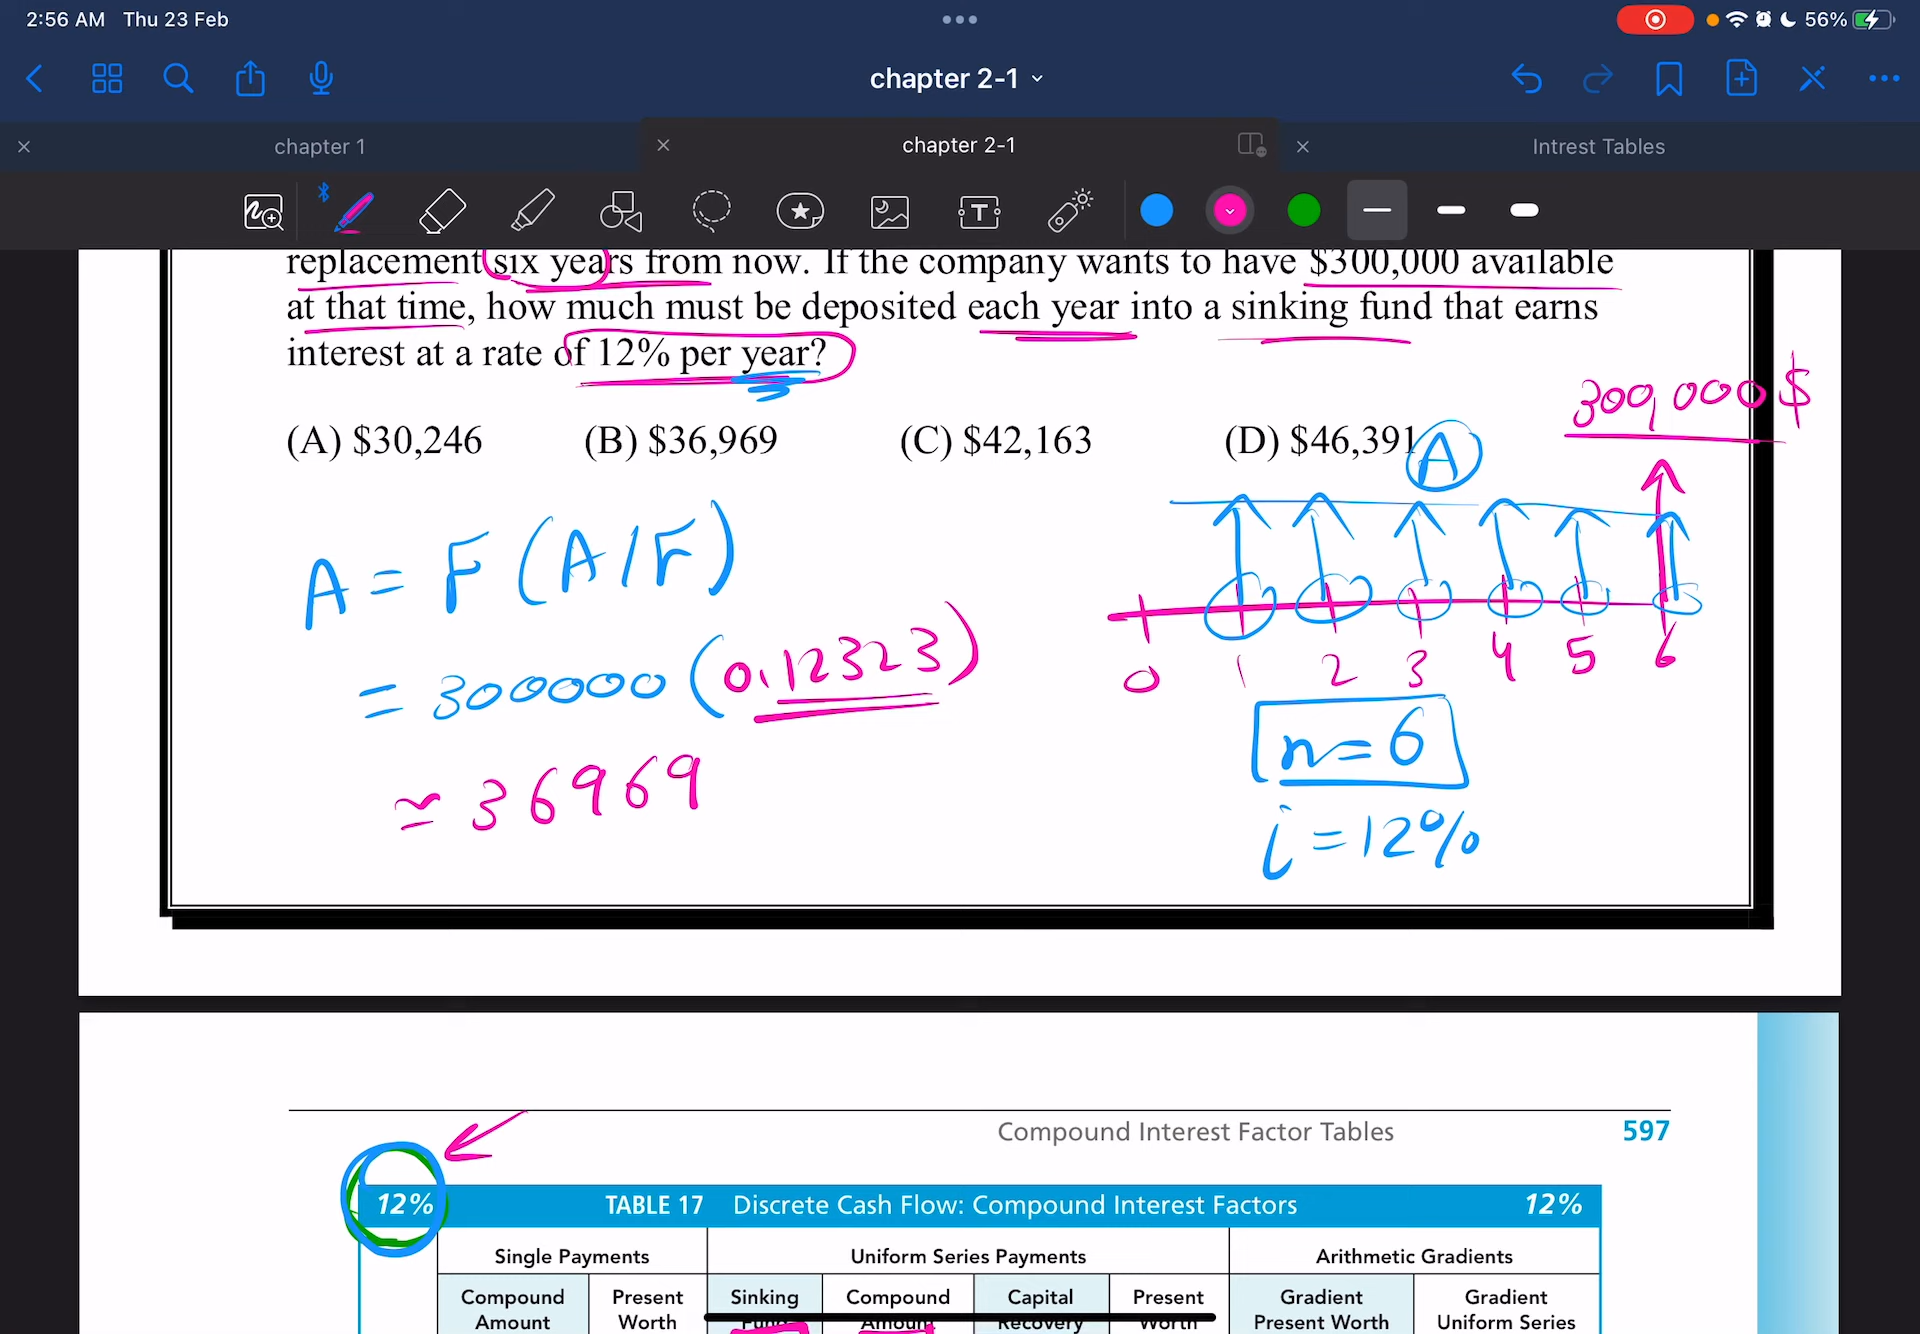 2:56 AM Thu 23 Feb
56%
chapter 2-1
chapter 1
chapter 2-1
Intrest Tables
replacement six years from now. If the company wants to have $300,000 available
at that time, how much must be deposited each year into a sinking fund that earns
interest at a rate of 12% per year?
300,000 $
(A) $30,246 (B) $36,969 (C) $42,163 (D) $46,391
A
A = F (A/F)
= 300000 (0.12323)
≃ 36969
0 1 2 3 4 5 6
n=6
i=12%
Compound Interest Factor Tables 597
12% TABLE 17 Discrete Cash Flow: Compound Interest Factors 12%
Single Payments Uniform Series Payments Arithmetic Gradients
Compound Present Sinking Compound Capital Present Gradient Gradient
Amount Worth Fund Amount Recovery Worth Present Worth Uniform Series